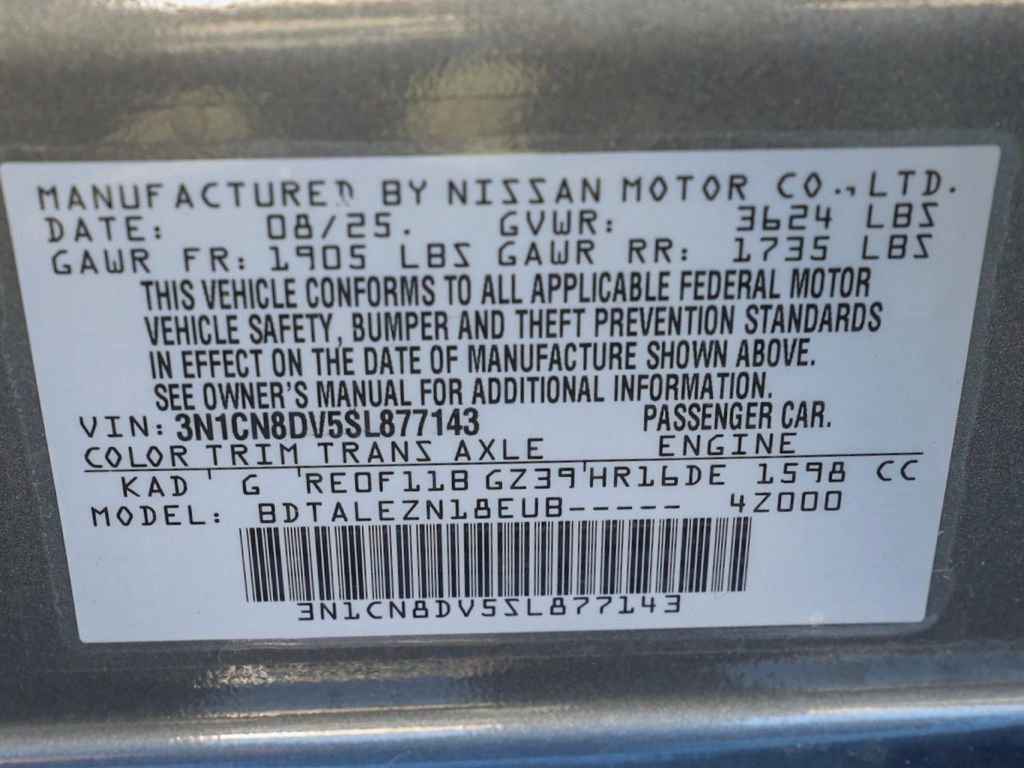 MANUFACTURED BY NISSAN MOTOR CO., LTD.
DATE: 08/25. GVWR: 3624 LBS
GAWR FR: 1905 LBS GAWR RR: 1735 LBS
THIS VEHICLE CONFORMS TO ALL APPLICABLE FEDERAL MOTOR
VEHICLE SAFETY, BUMPER AND THEFT PREVENTION STANDARDS
IN EFFECT ON THE DATE OF MANUFACTURE SHOWN ABOVE.
SEE OWNER'S MANUAL FOR ADDITIONAL INFORMATION.
VIN: 3N1CN8DV5SL877143 PASSENGER CAR.
COLOR TRIM TRANS AXLE ENGINE
KAD G RE0F11B GZ39 HR16DE 1598 CC
MODEL: BDTALEZN18EUB----- 4Z000
3N1CN8DV5SL877143